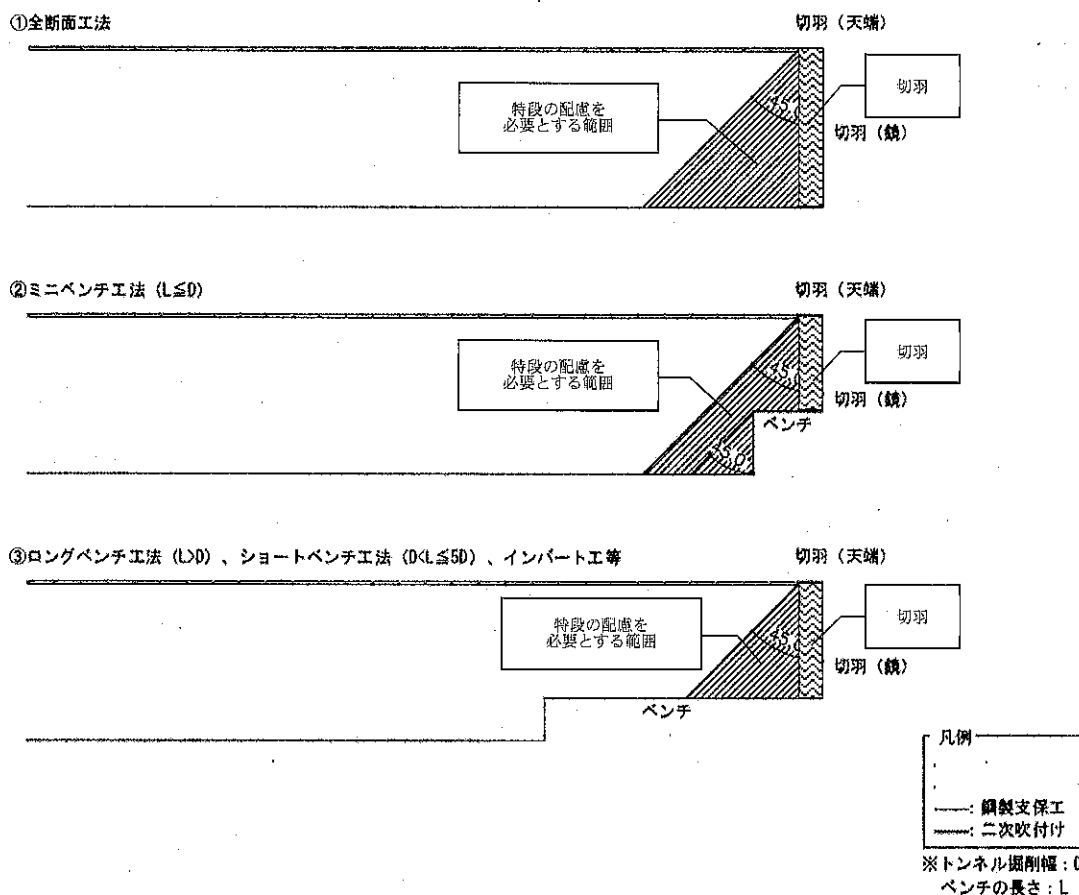 ①全断面工法
切羽（天端）
特段の配慮を
必要とする範囲
45°
切羽
切羽（鏡）
②ミニベンチ工法（L≦D）
切羽（天端）
特段の配慮を
必要とする範囲
45°
切羽
切羽（鏡）
ベンチ
45°
③ロングベンチ工法（L>D）、ショートベンチ工法（D<L≦5D）、インバート工等
切羽（天端）
特段の配慮を
必要とする範囲
45°
切羽
切羽（鏡）
ベンチ
凡例
: 鋼製支保工
: 二次吹付け
※トンネル掘削幅：D
ベンチの長さ：L